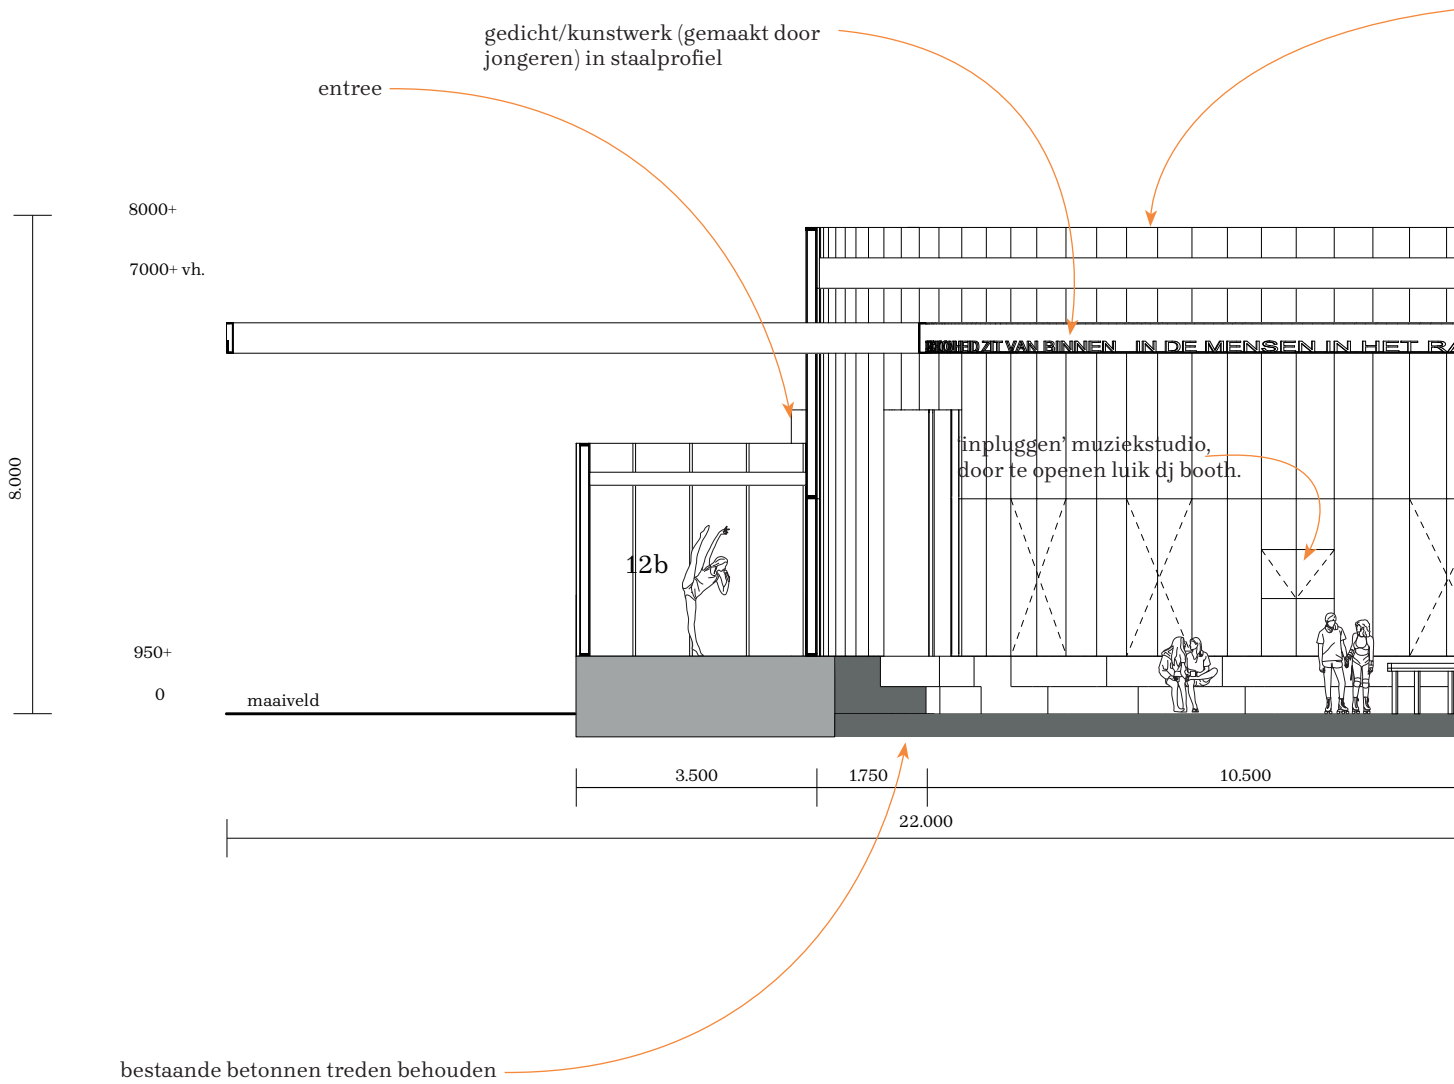 gedicht/kunstwerk (gemaakt door
jongeren) in staalprofiel
entree
8000+
7000+ vh.
ZIT VAN BINNEN IN DE MENSEN IN HET RA
'inpluggen' muziekstudio,
door te openen luik dj booth.
8.000
12b
950+
0
maaiveld
3.500
1.750
10.500
22.000
bestaande betonnen treden behouden